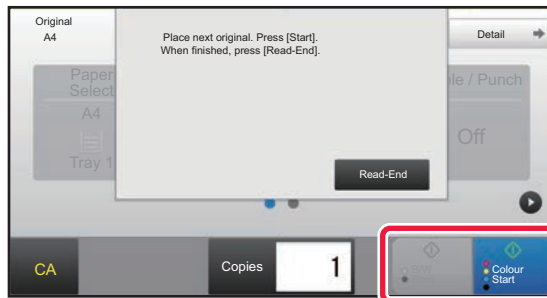 Original
A4
Place next original. Press [Start].
When finished, press [Read-End].
Detail
Paper
Select
A4
Tray 1
ple / Punch
Off
Read-End
CA
Copies
1
B/W
Colour
Start